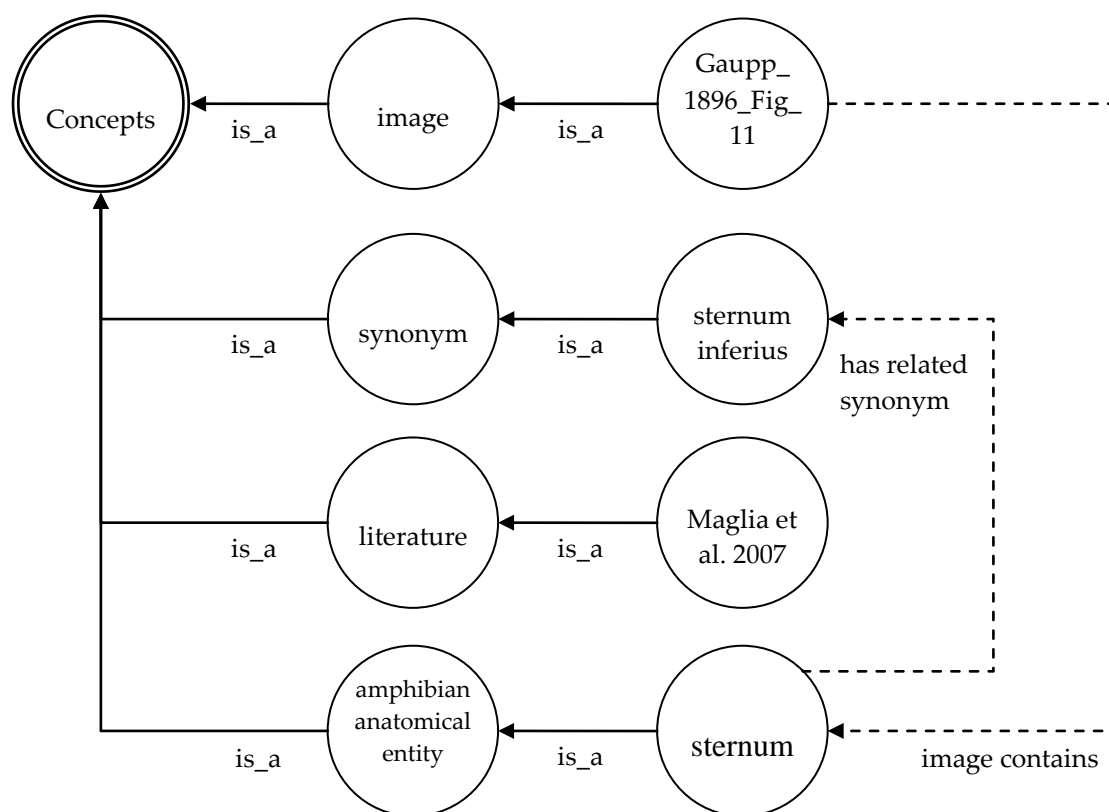 Concepts
is_a
image
is_a
Gaupp_
1896_Fig_
11
is_a
synonym
is_a
sternum
inferius
has related
synonym
is_a
literature
is_a
Maglia et
al. 2007
is_a
amphibian
anatomical
entity
is_a
sternum
image contains